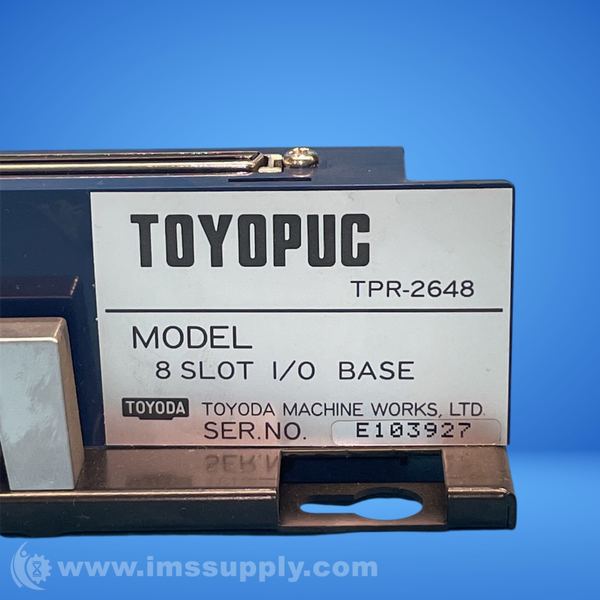 TOYOPUC
TPR-2648
MODEL
8 SLOT I/O BASE
TOYODA TOYODA MACHINE WORKS, LTD.
SER.NO. E103927
www.imssupply.com